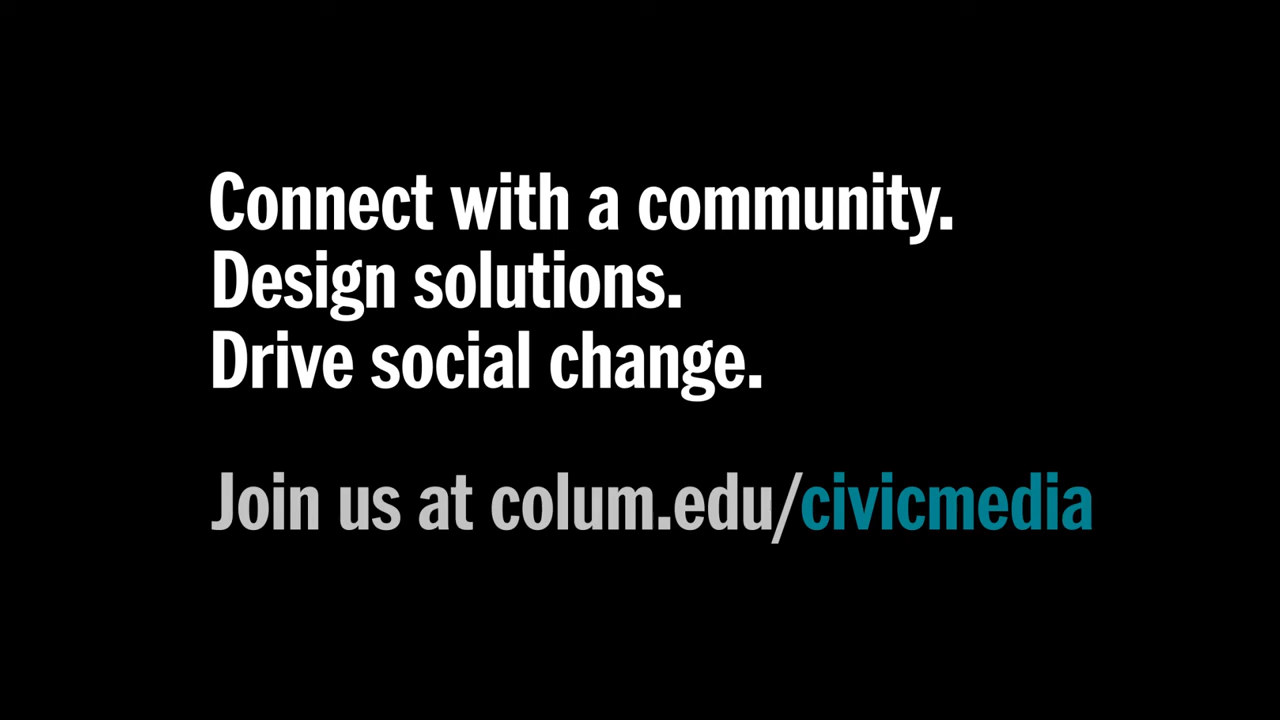 Connect with a community.
Design solutions.
Drive social change.
Join us at colum.edu/civicmedia